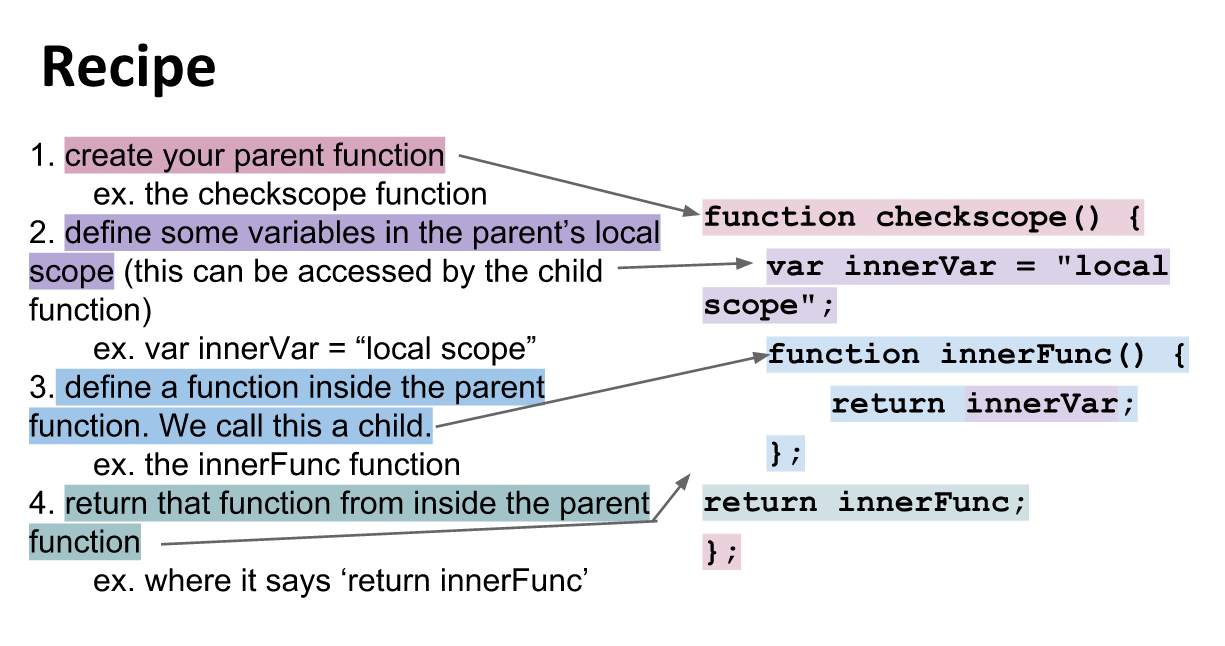 Recipe
1. create your parent function
ex. the checkscope function
2. define some variables in the parent’s local
scope (this can be accessed by the child
function)
ex. var innerVar = “local scope”
3. define a function inside the parent
function. We call this a child.
ex. the innerFunc function
4. return that function from inside the parent
function
ex. where it says ‘return innerFunc’
function checkscope() {
var innerVar = "local
scope";
function innerFunc() {
return innerVar;
};
return innerFunc;
};